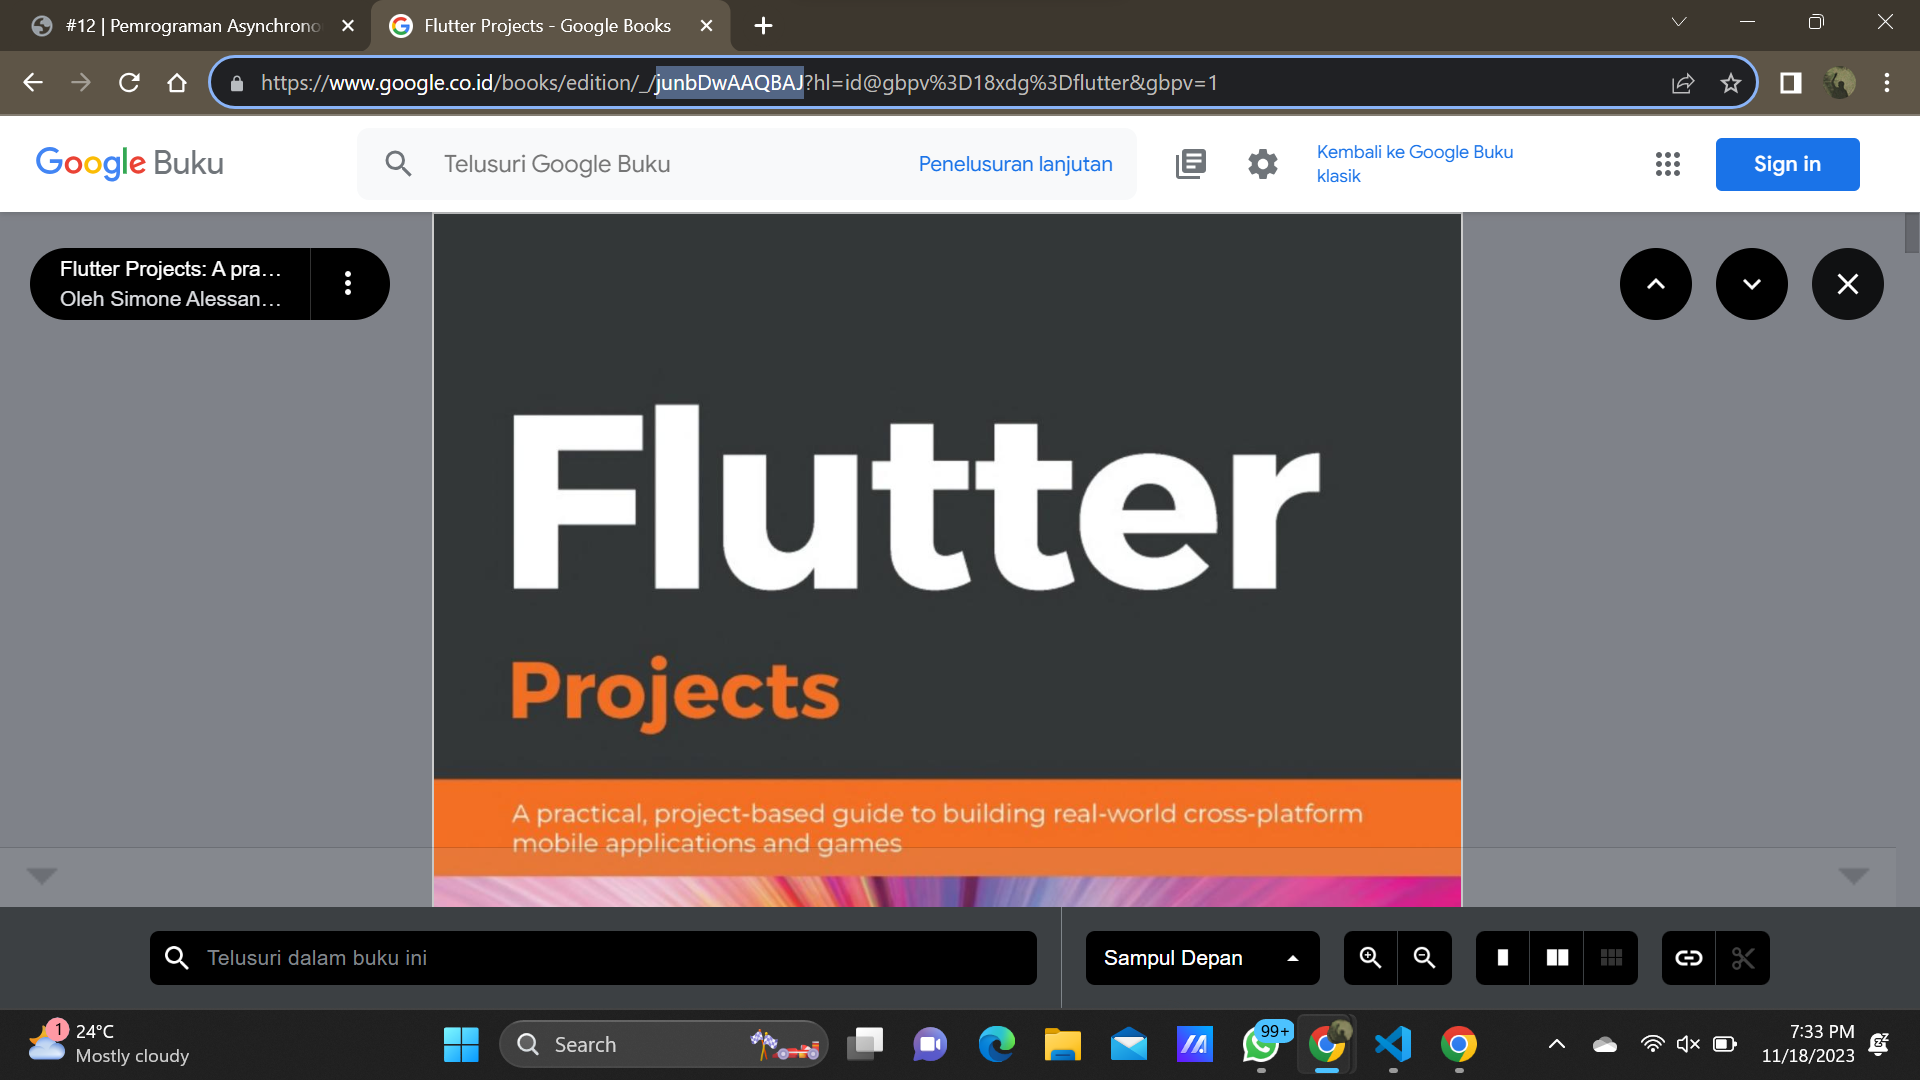 #12 | Pemrograman Asynchrono
Flutter Projects - Google Books
https://www.google.co.id/books/edition/_/junbDwAAQBAJ?hl=id@gbpv%3D18xdg%3Dflutter&gbpv=1
Google Buku
Telusuri Google Buku
Penelusuran lanjutan
Kembali ke Google Buku
klasik
Sign in
Flutter Projects: A pra...
Oleh Simone Alessan...
Flutter
Projects
A practical, project-based guide to building real-world cross-platform
mobile applications and games
Telusuri dalam buku ini
Sampul Depan
1
24°C
Mostly cloudy
Search
99+
7:33 PM
11/18/2023